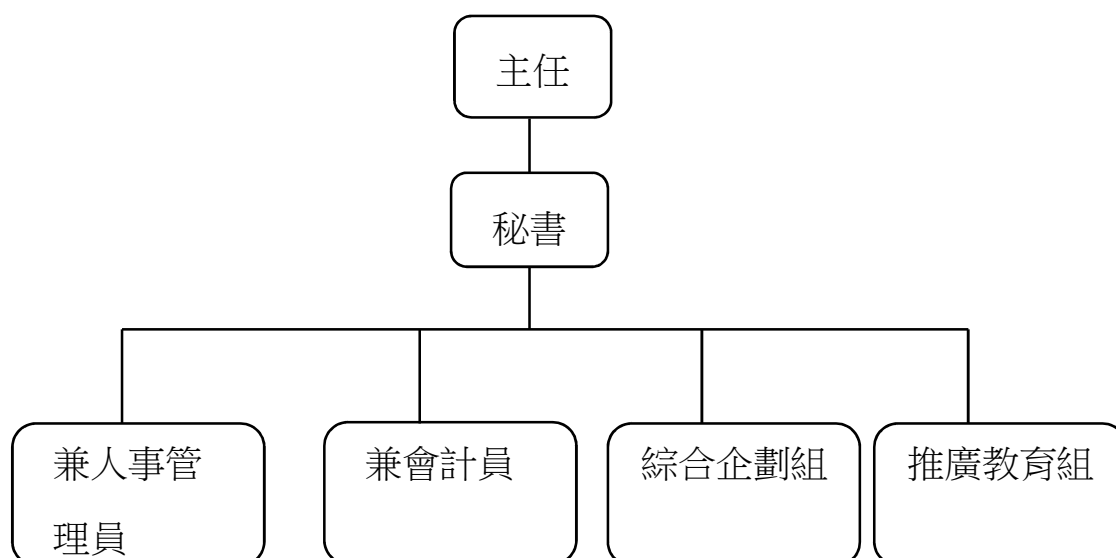 主任
秘書
兼人事管
理員
兼會計員
綜合企劃組
推廣教育組